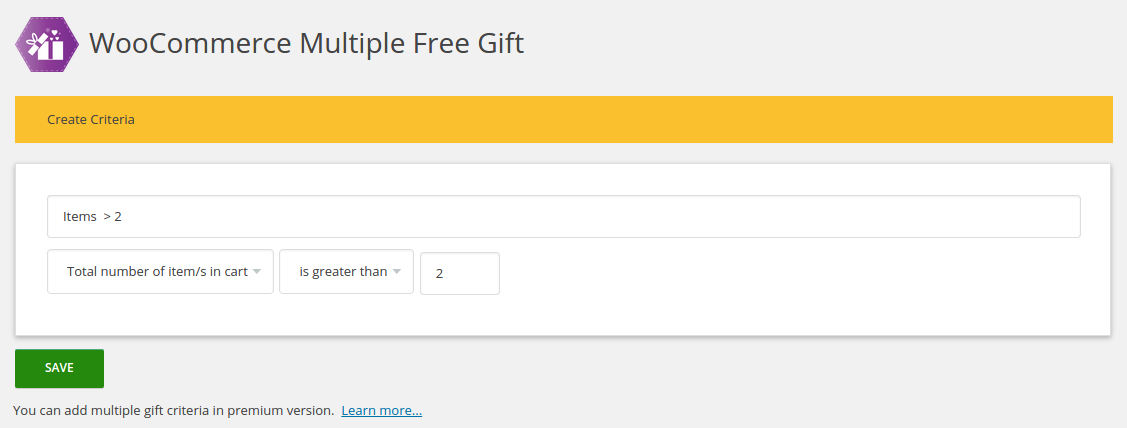 WooCommerce Multiple Free Gift
Create Criteria
Items  > 2
Total number of item/s in cart is greater than 2
SAVE
You can add multiple gift criteria in premium version. Learn more...